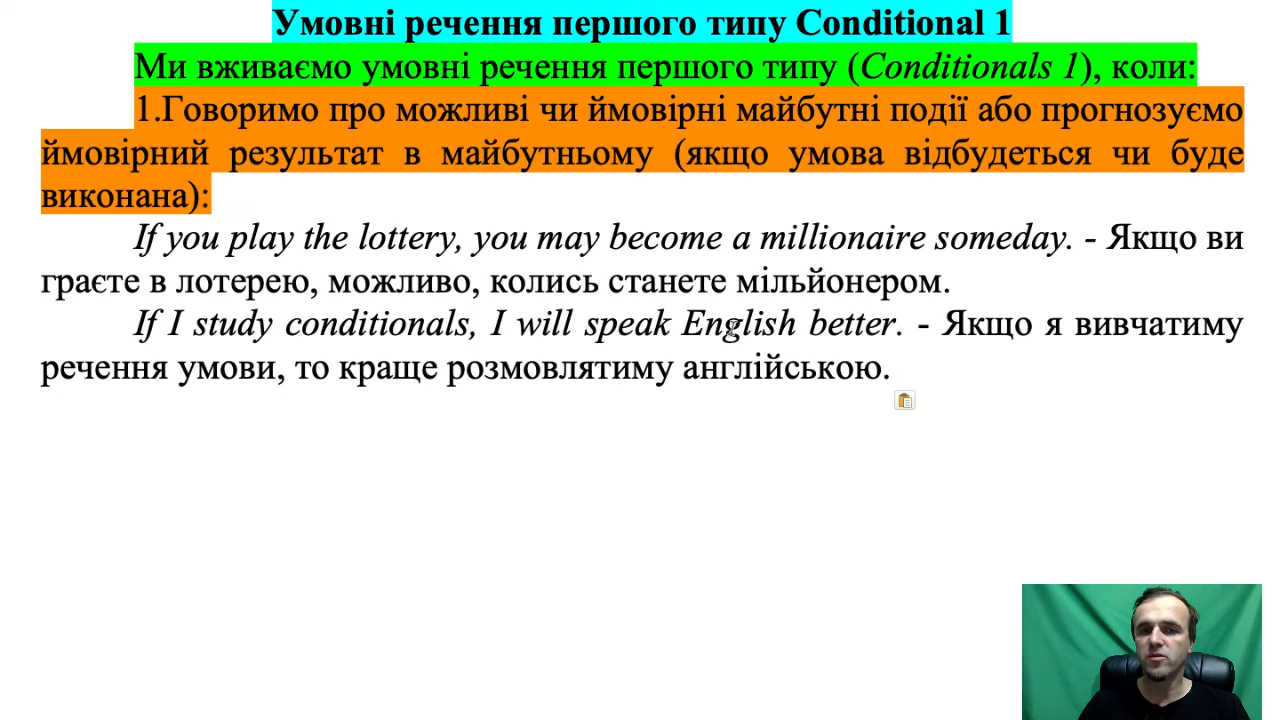 Умовні речення першого типу Conditional 1
Ми вживаємо умовні речення першого типу (Conditionals 1), коли:
1.Говоримо про можливі чи ймовірні майбутні події або прогнозуємо
ймовірний результат в майбутньому (якщо умова відбудеться чи буде
виконана):
If you play the lottery, you may become a millionaire someday. - Якщо ви
граєте в лотерею, можливо, колись станете мільйонером.
If I study conditionals, I will speak English better. - Якщо я вивчатиму
речення умови, то краще розмовлятиму англійською.